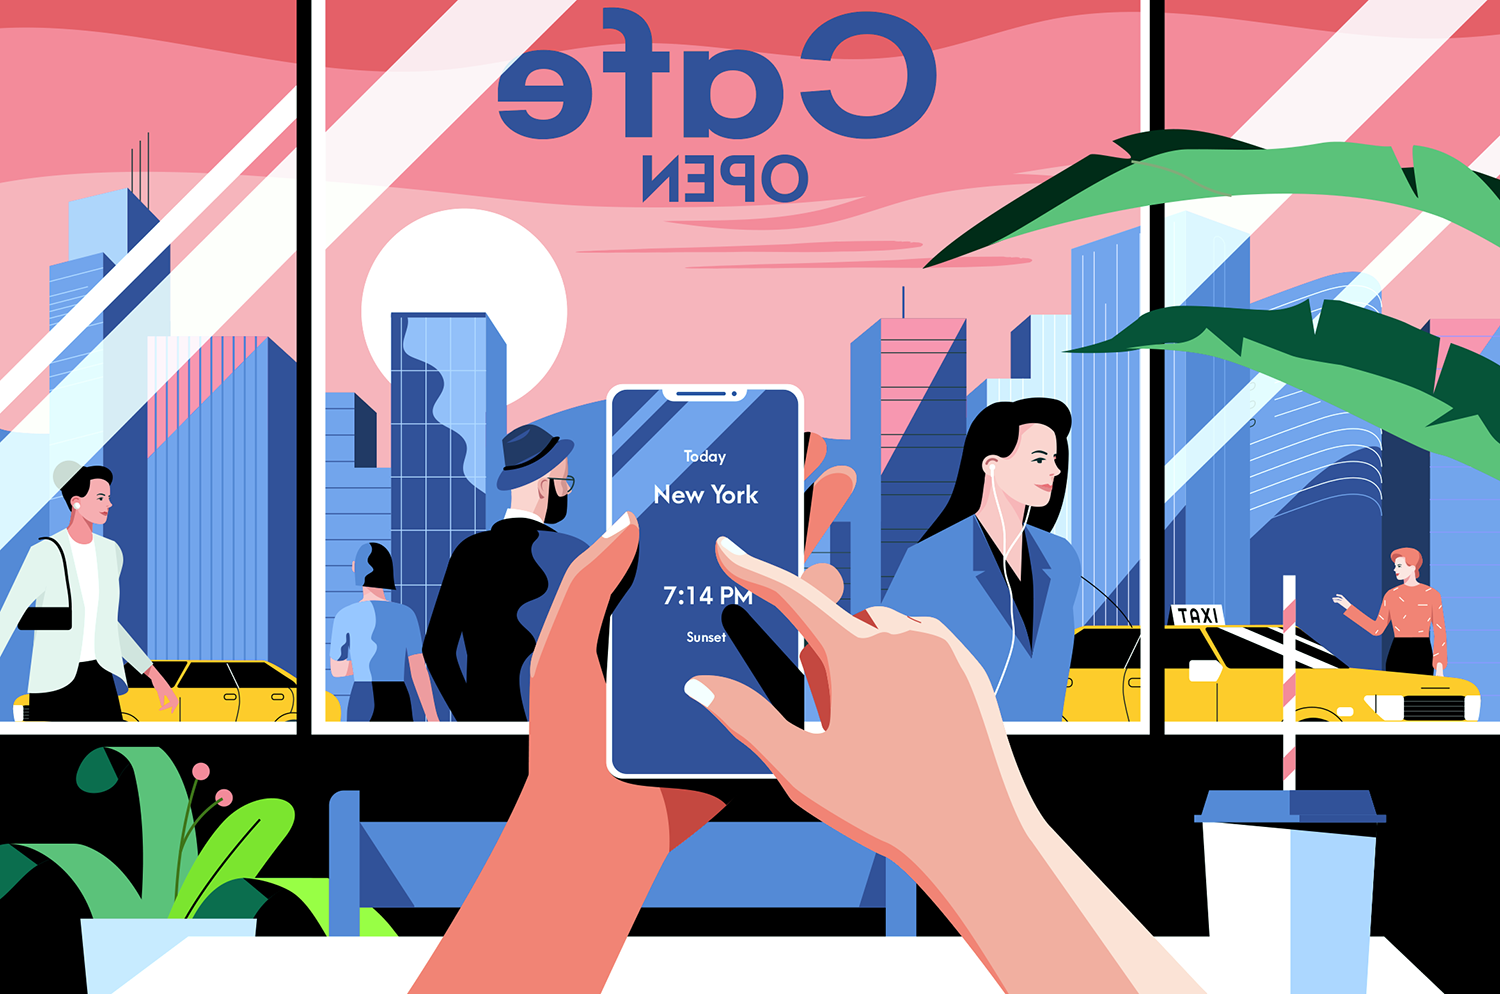 Cafe
OPEN
Today
New York
7:14 PM
Sunset
TAXI